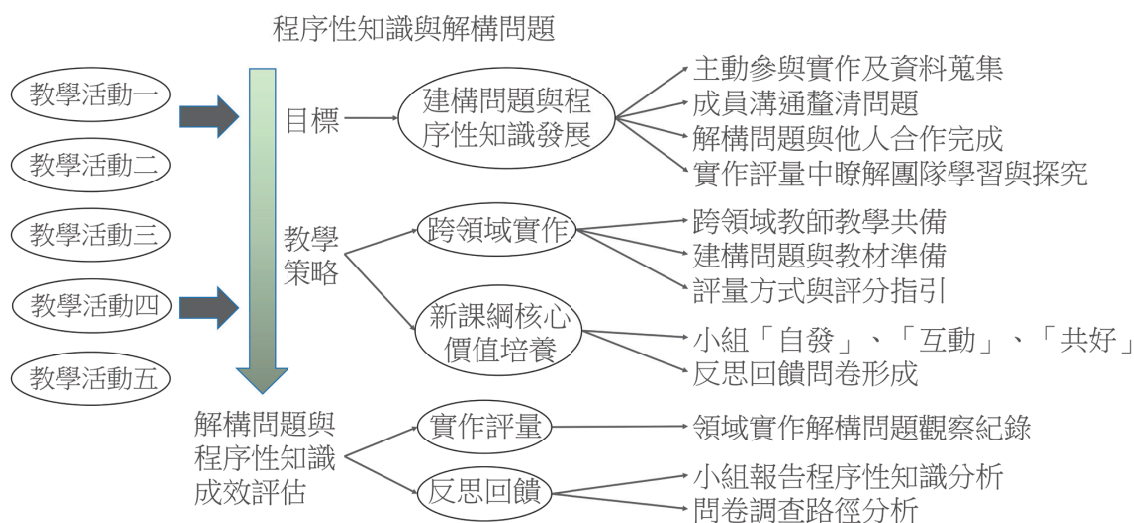 程序性知識與解構問題
教學活動一
教學活動二
教學活動三
教學活動四
教學活動五
目標
建構問題與程
序性知識發展
主動參與實作及資料蒐集
成員溝通釐清問題
解構問題與他人合作完成
實作評量中瞭解團隊學習與探究
教學
策略
跨領域實作
跨領域教師教學共備
建構問題與教材準備
評量方式與評分指引
新課綱核心
價值培養
小組「自發」、「互動」、「共好」
反思回饋問卷形成
解構問題與
程序性知識
成效評估
實作評量
領域實作解構問題觀察紀錄
反思回饋
小組報告程序性知識分析
問卷調查路徑分析